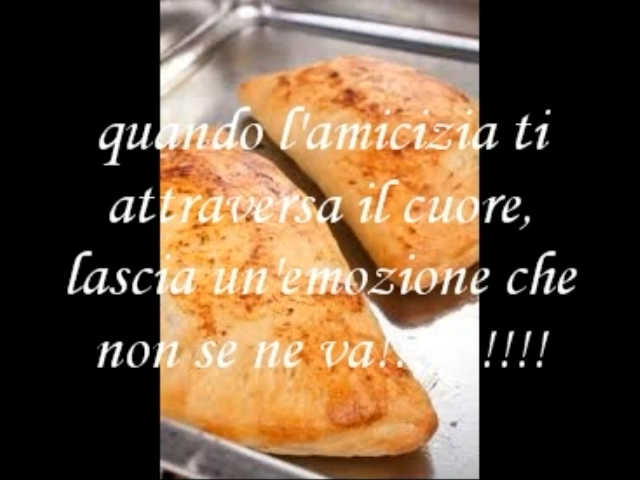 quando l'amicizia ti
attraversa il cuore,
lascia un'emozione che
non se ne va!.....!!!!